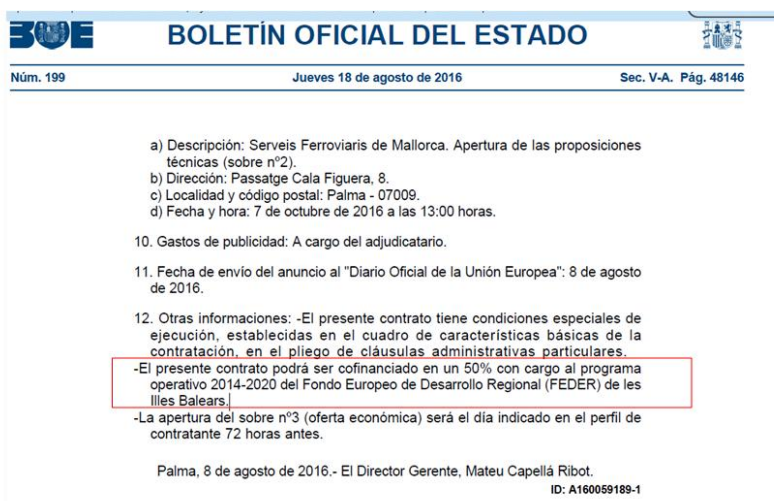 BOE BOLETÍN OFICIAL DEL ESTADO
Núm. 199 Jueves 18 de agosto de 2016 Sec. V-A. Pág. 48146
a) Descripción: Serveis Ferroviaris de Mallorca. Apertura de las proposiciones
técnicas (sobre nº2).
b) Dirección: Passatge Cala Figuera, 8.
c) Localidad y código postal: Palma - 07009.
d) Fecha y hora: 7 de octubre de 2016 a las 13:00 horas.
10. Gastos de publicidad: A cargo del adjudicatario.
11. Fecha de envío del anuncio al "Diario Oficial de la Unión Europea": 8 de agosto
de 2016.
12. Otras informaciones: -El presente contrato tiene condiciones especiales de
ejecución, establecidas en el cuadro de características básicas de la
contratación, en el pliego de cláusulas administrativas particulares.
-El presente contrato podrá ser cofinanciado en un 50% con cargo al programa
operativo 2014-2020 del Fondo Europeo de Desarrollo Regional (FEDER) de les
Illes Balears.
-La apertura del sobre nº3 (oferta económica) será el día indicado en el perfil de
contratante 72 horas antes.
Palma, 8 de agosto de 2016.- El Director Gerente, Mateu Capellá Ribot.
ID: A160059189-1